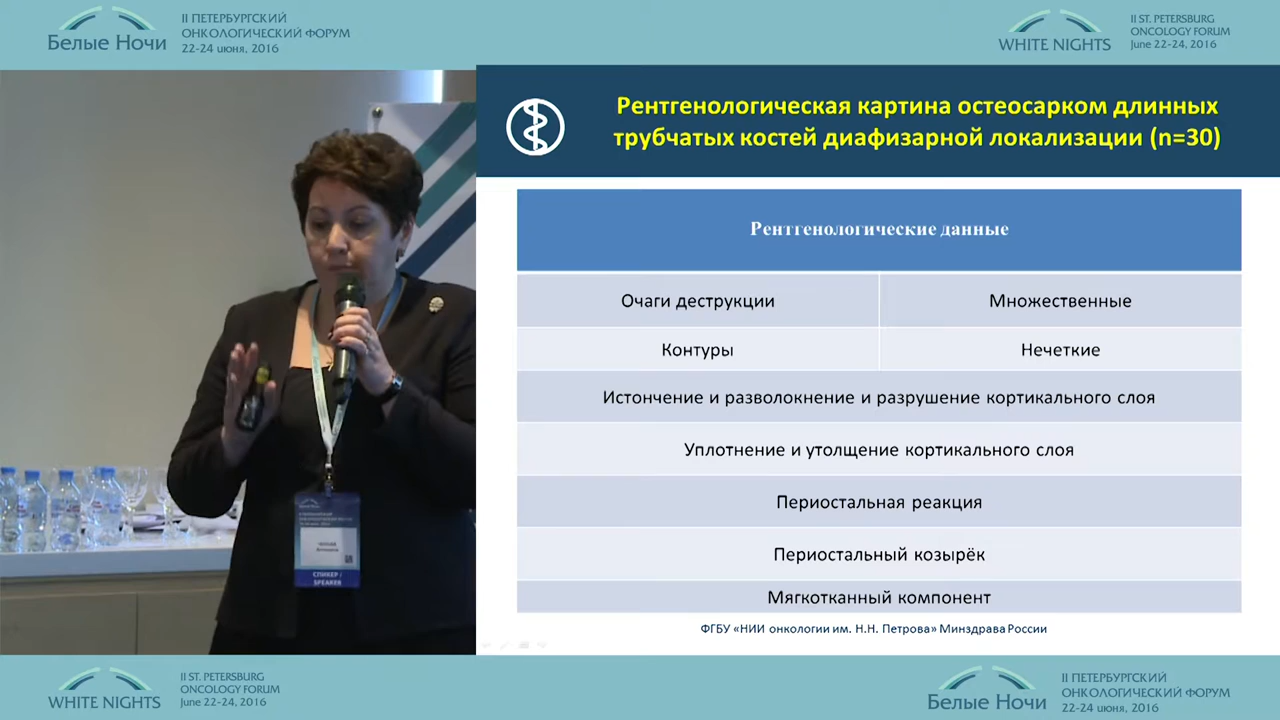 II ПЕТЕРБУРГСКИЙ
ОНКОЛОГИЧЕСКИЙ ФОРУМ
22-24 июня, 2016
Белые Ночи
WHITE NIGHTS
II ST. PETERSBURG
ONCOLOGY FORUM
June 22-24, 2016
Рентгенологическая картина остеосарком длинных
трубчатых костей диафизарной локализации (n=30)
Рентгенологические данные
Очаги деструкции
Множественные
Контуры
Нечеткие
Истончение и разволокнение и разрушение кортикального слоя
Уплотнение и утолщение кортикального слоя
Периостальная реакция
Периостальный козырёк
Мягкотканный компонент
ФГБУ «НИИ онкологии им. Н.Н. Петрова» Минздрава России
СПИКЕР /
SPEAKER
WHITE NIGHTS
II ST. PETERSBURG
ONCOLOGY FORUM
June 22-24, 2016
Белые Ночи
II ПЕТЕРБУРГСКИЙ
ОНКОЛОГИЧЕСКИЙ ФОРУМ
22-24 июня, 2016